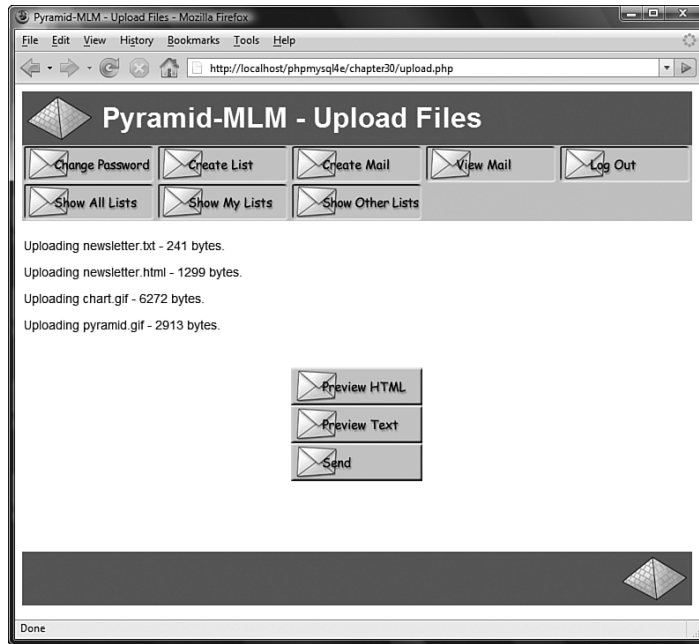 Pyramid-MLM - Upload Files - Mozilla Firefox
File Edit View History Bookmarks Tools Help
http://localhost/phpmysql4e/chapter30/upload.php
Pyramid-MLM - Upload Files
Change Password Create List Create Mail View Mail Log Out
Show All Lists Show My Lists Show Other Lists
Uploading newsletter.txt - 241 bytes.
Uploading newsletter.html - 1299 bytes.
Uploading chart.gif - 6272 bytes.
Uploading pyramid.gif - 2913 bytes.
Preview HTML
Preview Text
Send
Done